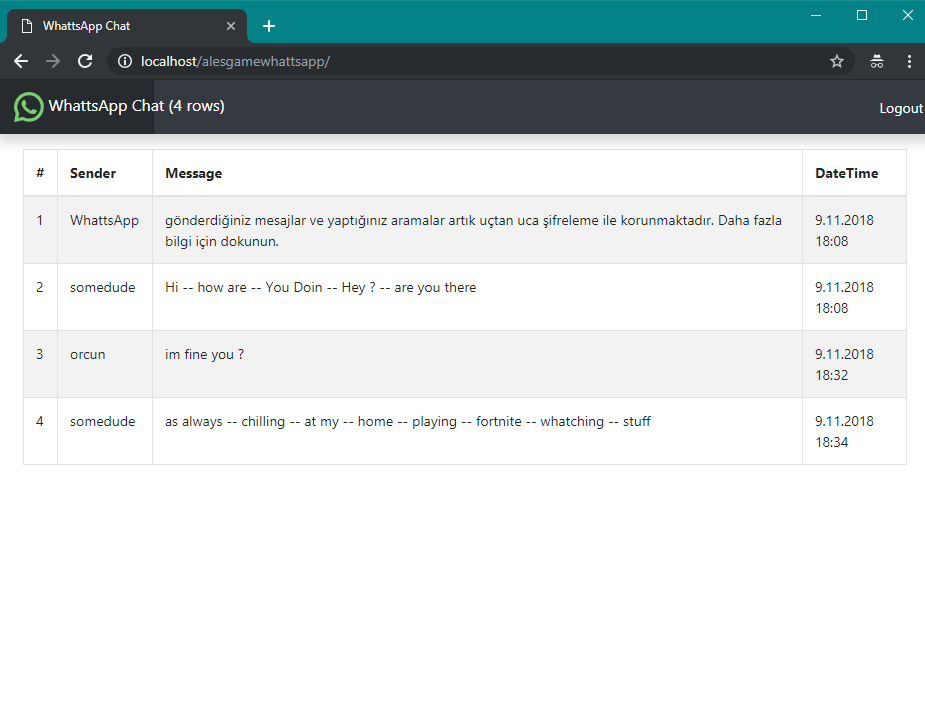 WhattsApp Chat
localhost/alesgamewhattsapp/
WhattsApp Chat (4 rows)
Logout
# Sender Message DateTime
1 WhattsApp gönderdiğiniz mesajlar ve yaptığınız aramalar artık uçtan uca şifreleme ile korunmaktadır. Daha fazla 9.11.2018
bilgi için dokunun. 18:08
2 somedude Hi -- how are -- You Doin -- Hey ? -- are you there 9.11.2018
18:08
3 orcun im fine you ? 9.11.2018
18:32
4 somedude as always -- chilling -- at my -- home -- playing -- fortnite -- whatching -- stuff 9.11.2018
18:34